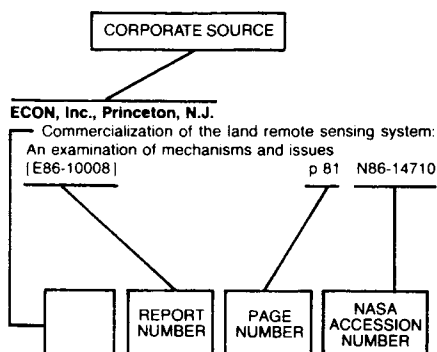 CORPORATE SOURCE
ECON, Inc., Princeton, N.J.
Commercialization of the land remote sensing system:
An examination of mechanisms and issues
[E86-10008] p 81 N86-14710
REPORT
NUMBER
PAGE
NUMBER
NASA
ACCESSION
NUMBER